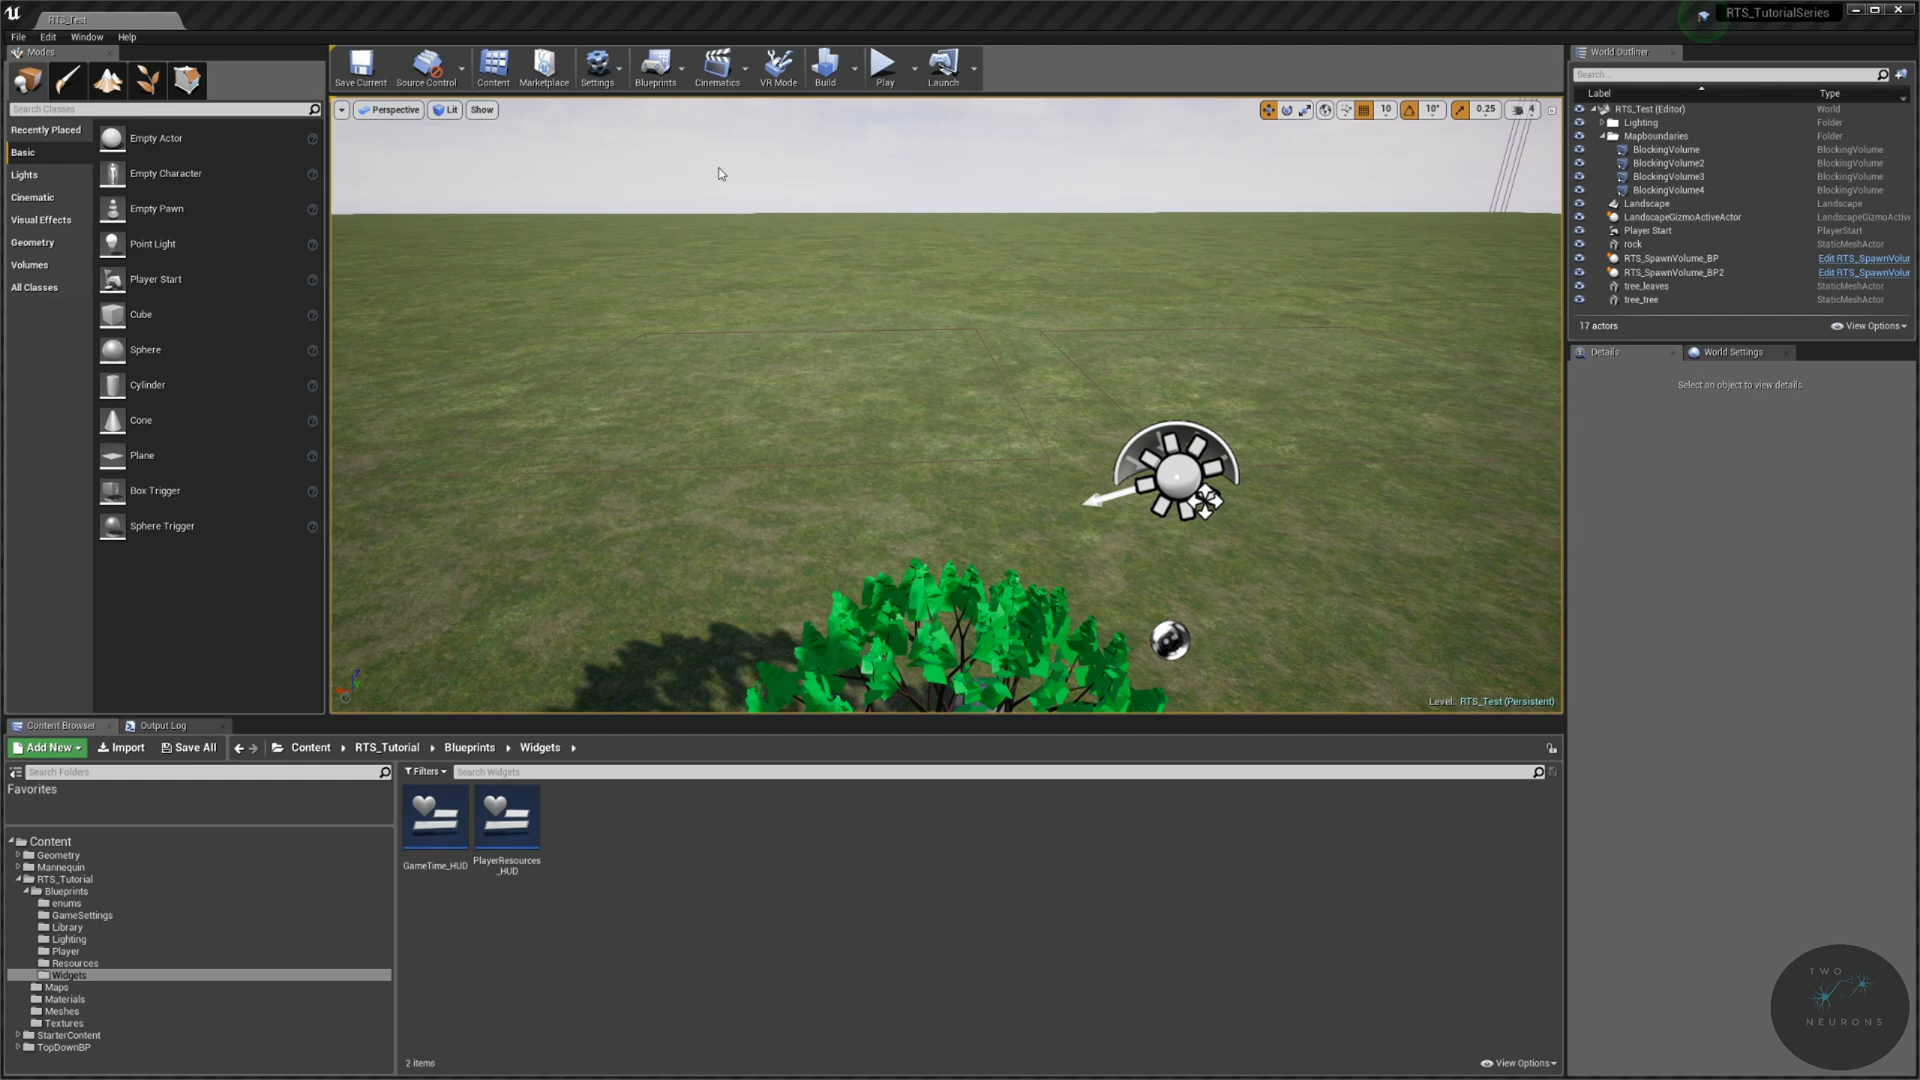 RTS_Test
RTS_TutorialSeries
File Edit Window Help
Modes
Search Classes
Recently Placed
Basic
Lights
Cinematic
Visual Effects
Geometry
Volumes
All Classes
Empty Actor
Empty Character
Empty Pawn
Point Light
Player Start
Cube
Sphere
Cylinder
Cone
Plane
Box Trigger
Sphere Trigger
Save Current Source Control Content Marketplace Settings Blueprints Cinematics VR Mode Build Play Launch
Perspective Lit Show
10 10° 0.25 4
Level: RTS_Test (Persistent)
World Outliner
Search...
Label Type
RTS_Test (Editor) World
Lighting Folder
Mapboundaries Folder
BlockingVolume BlockingVolume
BlockingVolume2 BlockingVolume
BlockingVolume3 BlockingVolume
BlockingVolume4 BlockingVolume
Landscape Landscape
LandscapeGizmoActiveActor LandscapeGizmoActiv
Player Start PlayerStart
rock StaticMeshActor
RTS_SpawnVolume_BP Edit RTS_SpawnVolur
RTS_SpawnVolume_BP2 Edit RTS_SpawnVolur
tree_leaves StaticMeshActor
tree_tree StaticMeshActor
17 actors View Options
Details World Settings
Select an object to view details.
Content Browser Output Log
Add New Import Save All Content RTS_Tutorial Blueprints Widgets
Search Folders
Filters Search Widgets
Favorites
Content
Geometry
Mannequin
RTS_Tutorial
Blueprints
enums
GameSettings
Library
Lighting
Player
Resources
Widgets
Maps
Materials
Meshes
Textures
StarterContent
TopDownBP
GameTime_HUD
PlayerResources
_HUD
2 items
View Options
TWO
NEURONS